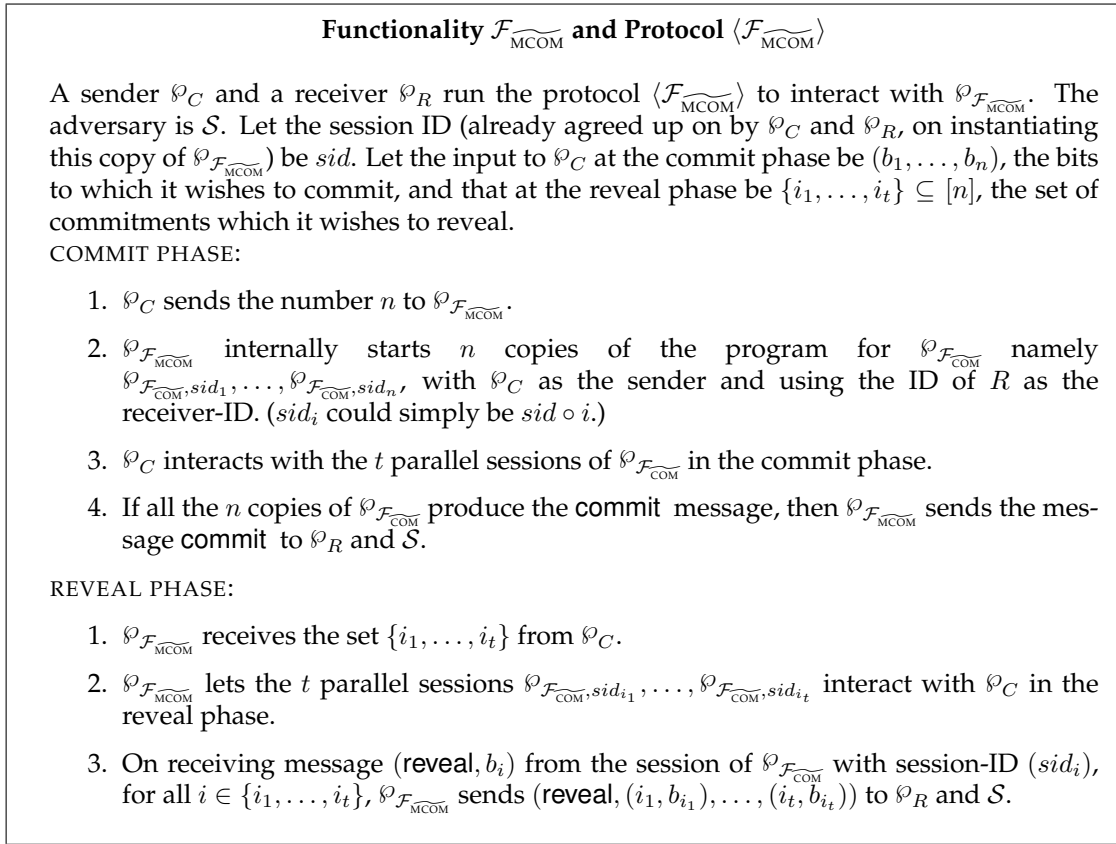 Functionality ℱ_{\widetilde{MCOM}} and Protocol ⟨ℱ_{\widetilde{MCOM}}⟩
A sender ℘_C and a receiver ℘_R run the protocol ⟨ℱ_{\widetilde{MCOM}}⟩ to interact with ℘_{ℱ_{\widetilde{MCOM}}}. The
adversary is 𝒮. Let the session ID (already agreed up on by ℘_C and ℘_R, on instantiating
this copy of ℘_{ℱ_{\widetilde{MCOM}}}) be sid. Let the input to ℘_C at the commit phase be (b_1, . . . , b_n), the bits
to which it wishes to commit, and that at the reveal phase be {i_1, . . . , i_t} ⊆ [n], the set of
commitments which it wishes to reveal.
COMMIT PHASE:
1. ℘_C sends the number n to ℘_{ℱ_{\widetilde{MCOM}}}.
2. ℘_{ℱ_{\widetilde{MCOM}}} internally starts n copies of the program for ℘_{ℱ_{\widetilde{COM}}} namely
℘_{ℱ_{\widetilde{COM}},sid_1}, . . . , ℘_{ℱ_{\widetilde{COM}},sid_n}, with ℘_C as the sender and using the ID of R as the
receiver-ID. (sid_i could simply be sid ∘ i.)
3. ℘_C interacts with the t parallel sessions of ℘_{ℱ_{\widetilde{COM}}} in the commit phase.
4. If all the n copies of ℘_{ℱ_{\widetilde{COM}}} produce the commit message, then ℘_{ℱ_{\widetilde{MCOM}}} sends the mes-
sage commit to ℘_R and 𝒮.
REVEAL PHASE:
1. ℘_{ℱ_{\widetilde{MCOM}}} receives the set {i_1, . . . , i_t} from ℘_C.
2. ℘_{ℱ_{\widetilde{MCOM}}} lets the t parallel sessions ℘_{ℱ_{\widetilde{COM}},sid_{i_1}}, . . . , ℘_{ℱ_{\widetilde{COM}},sid_{i_t}} interact with ℘_C in the
reveal phase.
3. On receiving message (reveal, b_i) from the session of ℘_{ℱ_{\widetilde{COM}}} with session-ID (sid_i),
for all i ∈ {i_1, . . . , i_t}, ℘_{ℱ_{\widetilde{MCOM}}} sends (reveal, (i_1, b_{i_1}), . . . , (i_t, b_{i_t})) to ℘_R and 𝒮.